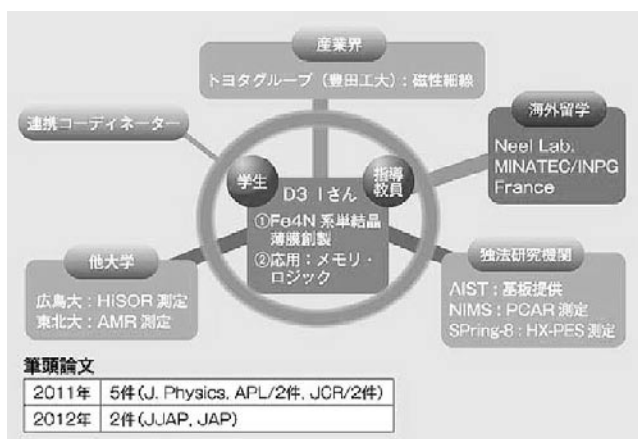 産業界
トヨタグループ（豊田工大）：磁性細線
連携コーディネーター
海外留学
Neel Lab.
MINATEC/INPG
France
学生
指導
教員
D3 Iさん
①Fe4N 系単結晶
薄膜創製
②応用：メモリ・
ロジック
他大学
広島大：HiSOR 測定
東北大：AMR 測定
独法研究機関
AIST：基板提供
NIMS：PCAR 測定
SPring-8：HX-PES 測定
筆頭論文
2011年 5件(J. Physics, APL/2件, JCR/2件)
2012年 2件(JJAP, JAP)